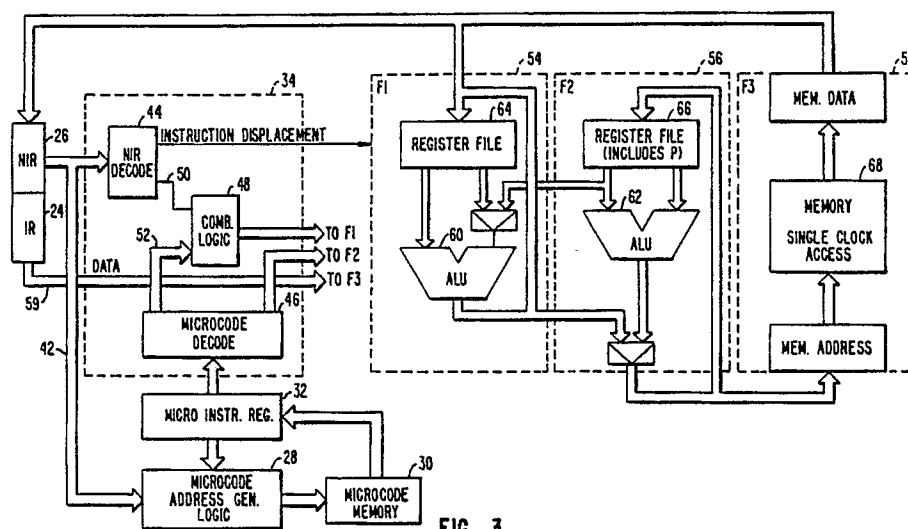 34
54
56
5
F1
F2
F3
44
INSTRUCTION DISPLACEMENT
64
66
MEM. DATA
26
NIR
NIR DECODE
REGISTER FILE
REGISTER FILE (INCLUDES P)
50
48
68
24
IR
52
COMB. LOGIC
TO F1
60
62
MEMORY
SINGLE CLOCK ACCESS
ALU
ALU
TO F2
DATA
TO F3
59
46
MICROCODE DECODE
MEM. ADDRESS
42
32
MICRO INSTR. REG.
28
30
MICROCODE ADDRESS GEN. LOGIC
MICROCODE MEMORY
FIG. 3